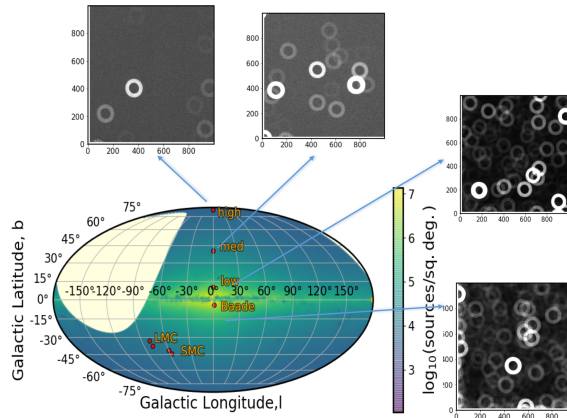 800
600
400
200
0
0 200 400 600 800
800
600
400
200
0
0 200 400 600 800
800
600
400
200
0
0 200 400 600 800
800
600
400
200
0
0 200 400 600 800
Galactic Latitude, b
75°
60°
45°
30°
15°
0°
-15°
-30°
-45°
-60°
-75°
-150°-120°-90° -60° -30° 0° 30° 60° 90° 120° 150°
high
med
low
Baade
LMC
SMC
Galactic Longitude,l
7
6
5
4
3
log₁₀(sources/sq. deg.)